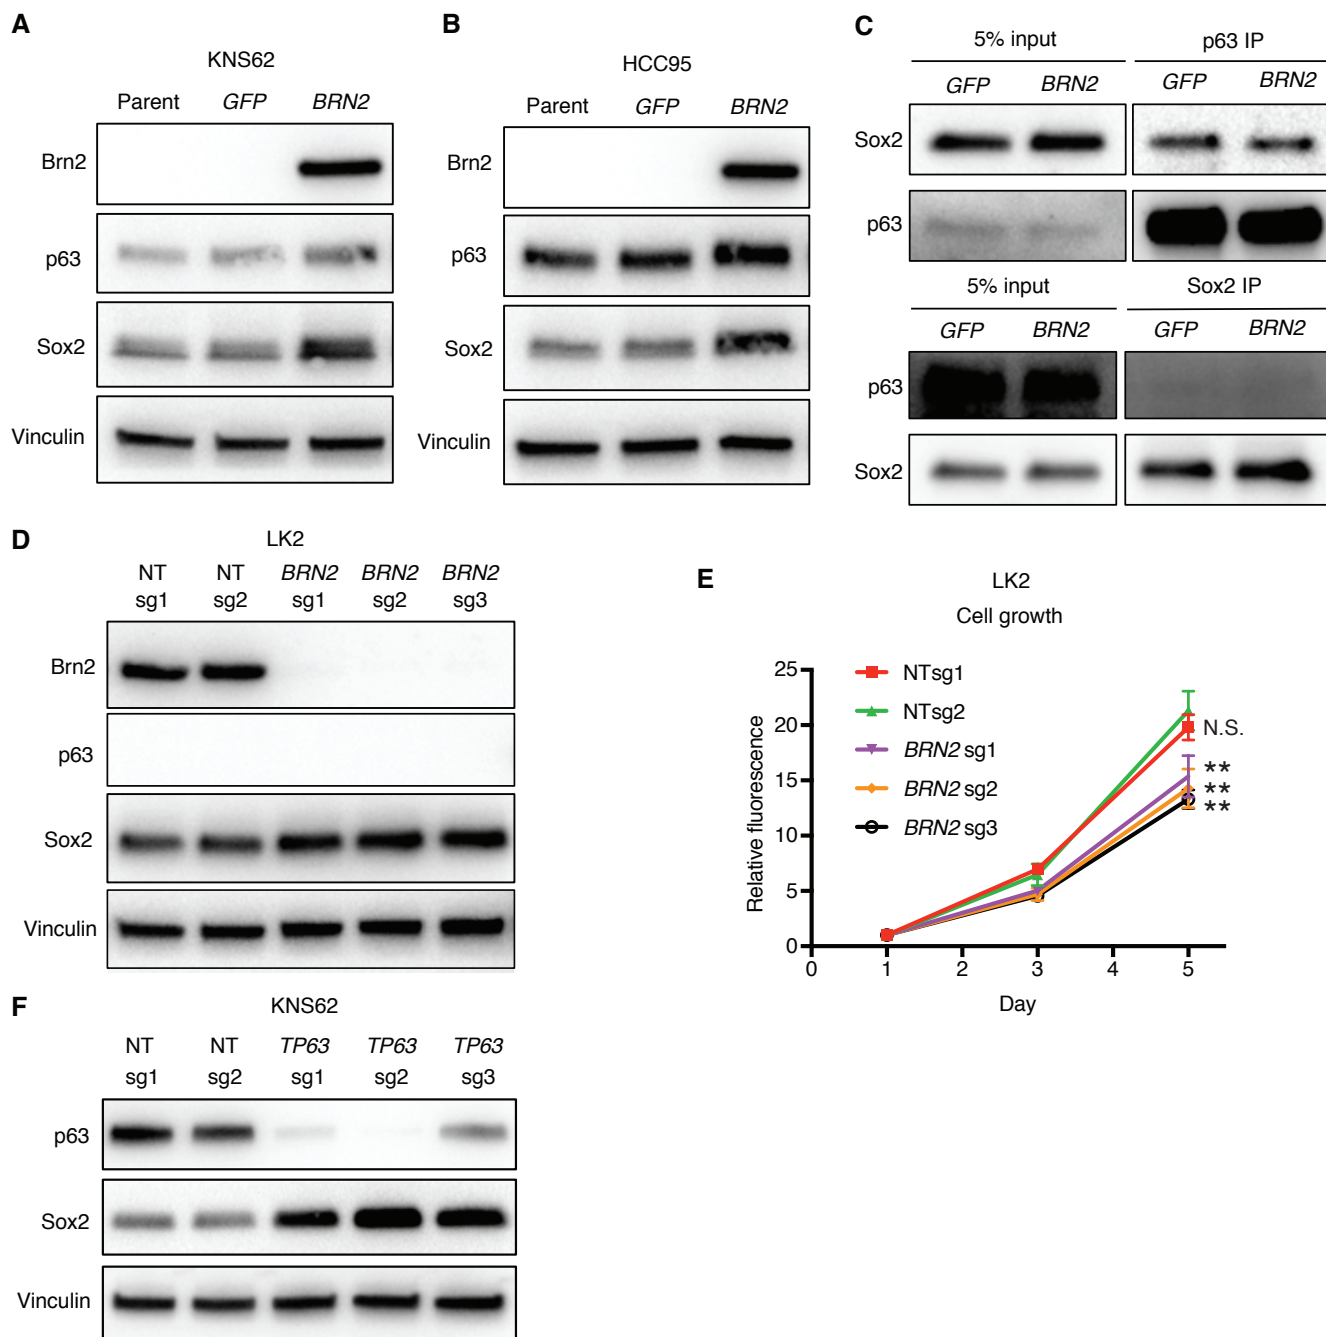 A
KNS62
Parent GFP BRN2
Brn2
p63
Sox2
Vinculin
B
HCC95
Parent GFP BRN2
Brn2
p63
Sox2
Vinculin
C
5% input p63 IP
GFP BRN2 GFP BRN2
Sox2
p63
5% input Sox2 IP
GFP BRN2 GFP BRN2
p63
Sox2
D
LK2
NT NT BRN2 BRN2 BRN2
sg1 sg2 sg1 sg2 sg3
Brn2
p63
Sox2
Vinculin
E
LK2
Cell growth
Relative fluorescence
25
20
15
10
5
0
NTsg1
NTsg2
BRN2 sg1
BRN2 sg2
BRN2 sg3
N.S.
**
**
**
0 1 2 3 4 5
Day
F
KNS62
NT NT TP63 TP63 TP63
sg1 sg2 sg1 sg2 sg3
p63
Sox2
Vinculin